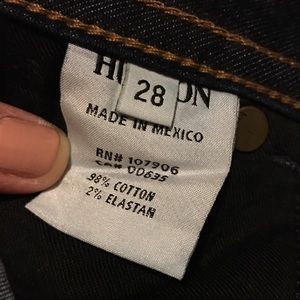 28
MADE IN MEXICO
RN# 107906
98% COTTON
2% ELASTAN